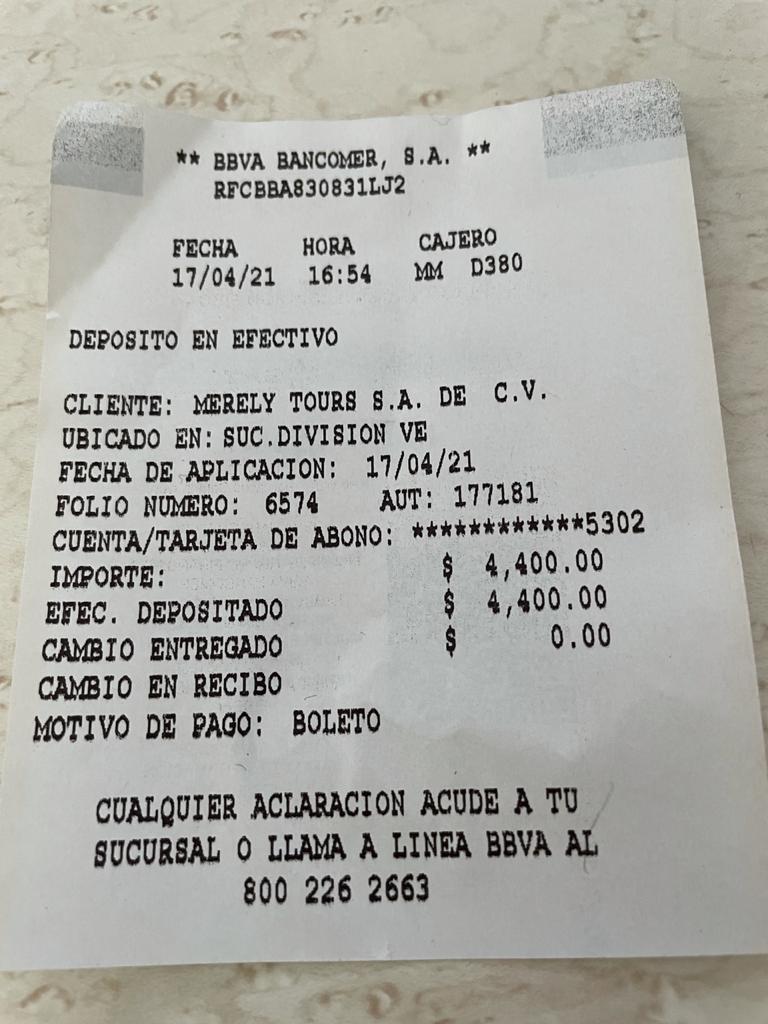 ** BBVA BANCOMER, S.A. **
RFCBBA830831LJ2
FECHA HORA CAJERO
17/04/21 16:54 MM D380
DEPOSITO EN EFECTIVO
CLIENTE: MERELY TOURS S.A. DE C.V.
UBICADO EN: SUC.DIVISION VE
FECHA DE APLICACION: 17/04/21
FOLIO NUMERO: 6574 AUT: 177181
CUENTA/TARJETA DE ABONO: ************5302
IMPORTE: $ 4,400.00
EFEC. DEPOSITADO $ 4,400.00
CAMBIO ENTREGADO $ 0.00
CAMBIO EN RECIBO
MOTIVO DE PAGO: BOLETO
CUALQUIER ACLARACION ACUDE A TU
SUCURSAL O LLAMA A LINEA BBVA AL
800 226 2663